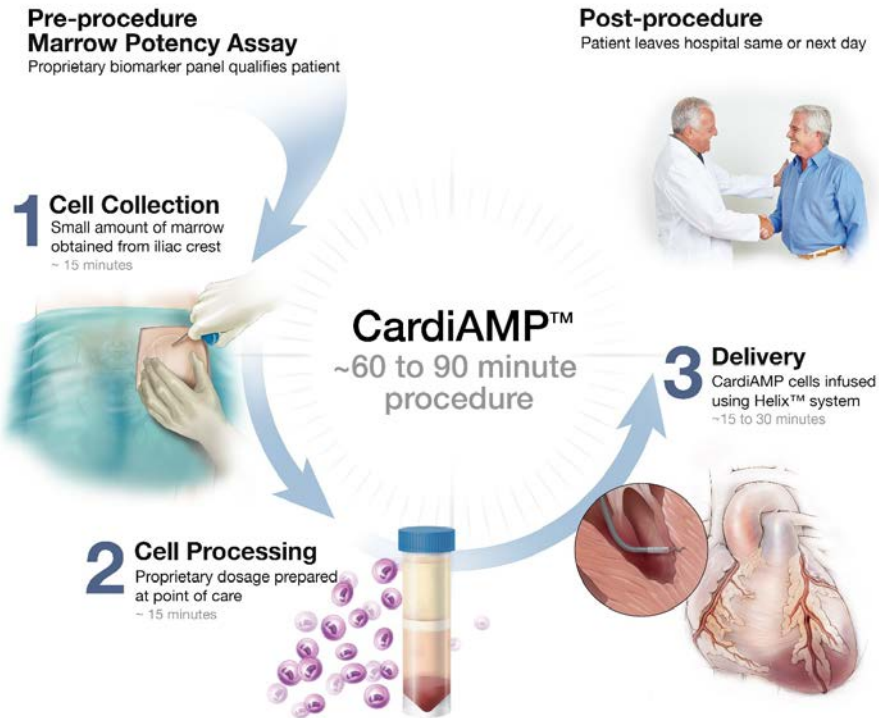 Pre-procedure
Marrow Potency Assay
Proprietary biomarker panel qualifies patient
Post-procedure
Patient leaves hospital same or next day
1 Cell Collection
Small amount of marrow
obtained from iliac crest
~ 15 minutes
CardiAMP™
~60 to 90 minute
procedure
2 Cell Processing
Proprietary dosage prepared
at point of care
~ 15 minutes
3 Delivery
CardiAMP cells infused
using Helix™ system
~15 to 30 minutes